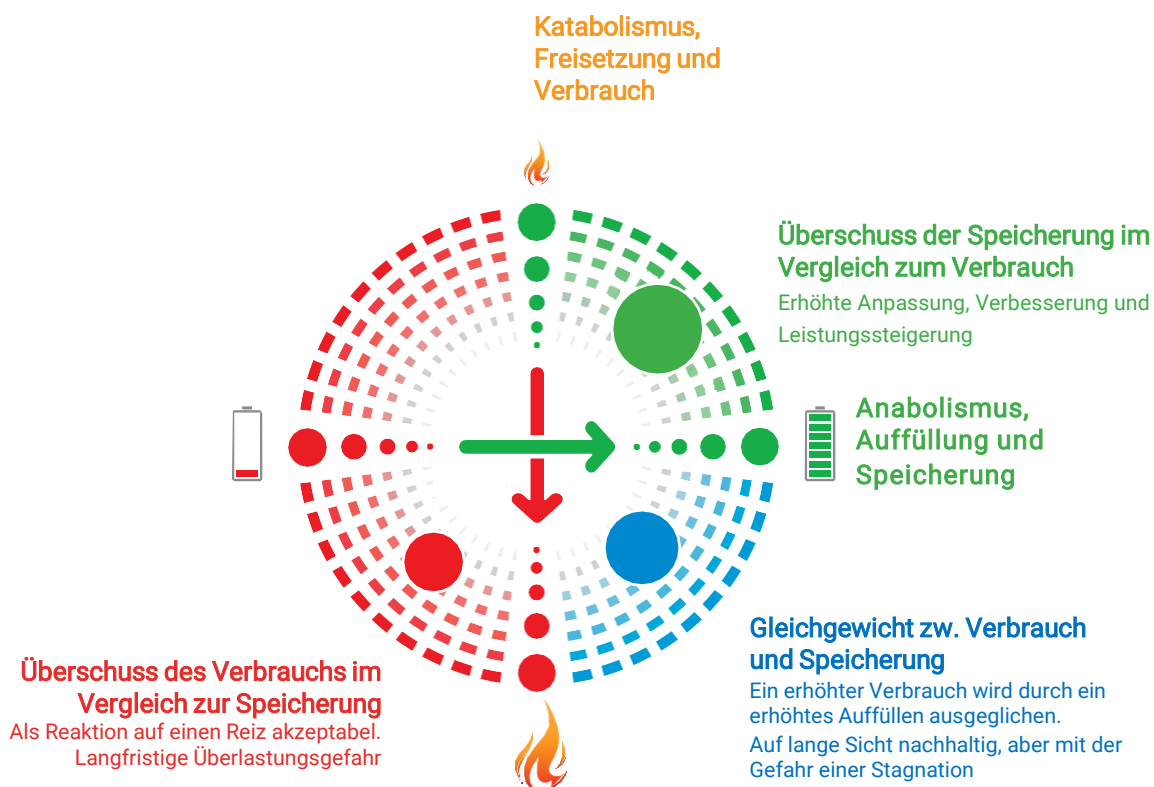 Katabolismus,
Freisetzung und
Verbrauch
Überschuss der Speicherung im
Vergleich zum Verbrauch
Erhöhte Anpassung, Verbesserung und
Leistungssteigerung
Anabolismus,
Auffüllung und
Speicherung
Gleichgewicht zw. Verbrauch
und Speicherung
Ein erhöhter Verbrauch wird durch ein
erhöhtes Auffüllen ausgeglichen.
Auf lange Sicht nachhaltig, aber mit der
Gefahr einer Stagnation
Überschuss des Verbrauchs im
Vergleich zur Speicherung
Als Reaktion auf einen Reiz akzeptabel.
Langfristige Überlastungsgefahr